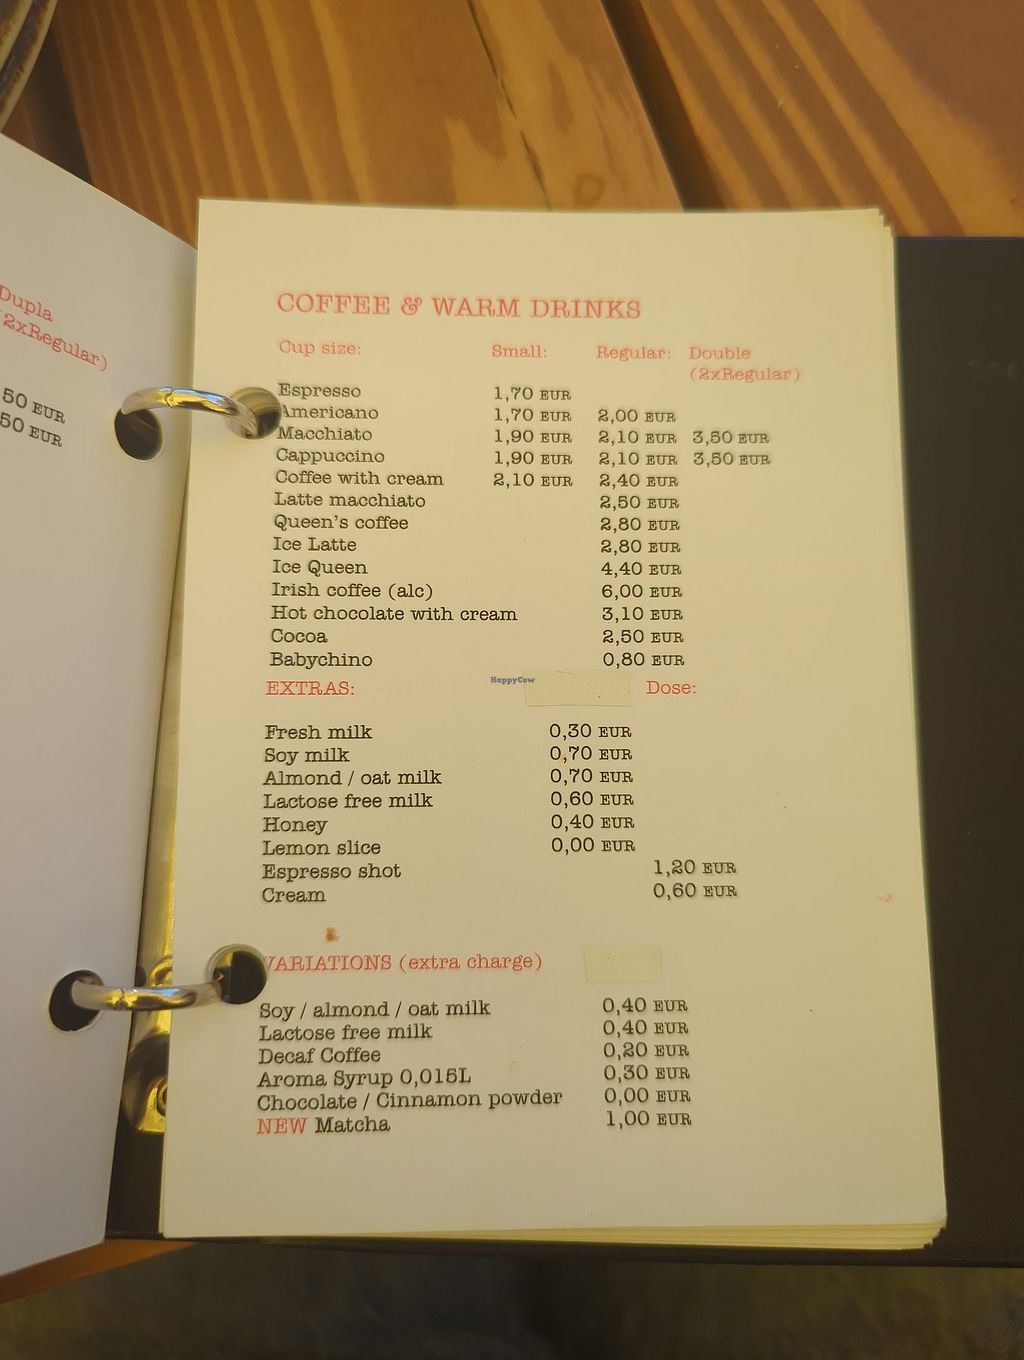 Dupla
(2xRegular)
50 EUR
50 EUR
COFFEE & WARM DRINKS
Cup size: Small: Regular: Double
(2xRegular)
Espresso 1,70 EUR
Americano 1,70 EUR 2,00 EUR
Macchiato 1,90 EUR 2,10 EUR 3,50 EUR
Cappuccino 1,90 EUR 2,10 EUR 3,50 EUR
Coffee with cream 2,10 EUR 2,40 EUR
Latte macchiato 2,50 EUR
Queen's coffee 2,80 EUR
Ice Latte 2,80 EUR
Ice Queen 4,40 EUR
Irish coffee (alc) 6,00 EUR
Hot chocolate with cream 3,10 EUR
Cocoa 2,50 EUR
Babychino 0,80 EUR
HappyCow
EXTRAS: Dose:
Fresh milk 0,30 EUR
Soy milk 0,70 EUR
Almond / oat milk 0,70 EUR
Lactose free milk 0,60 EUR
Honey 0,40 EUR
Lemon slice 0,00 EUR
Espresso shot 1,20 EUR
Cream 0,60 EUR
VARIATIONS (extra charge)
Soy / almond / oat milk 0,40 EUR
Lactose free milk 0,40 EUR
Decaf Coffee 0,20 EUR
Aroma Syrup 0,015L 0,30 EUR
Chocolate / Cinnamon powder 0,00 EUR
NEW Matcha 1,00 EUR